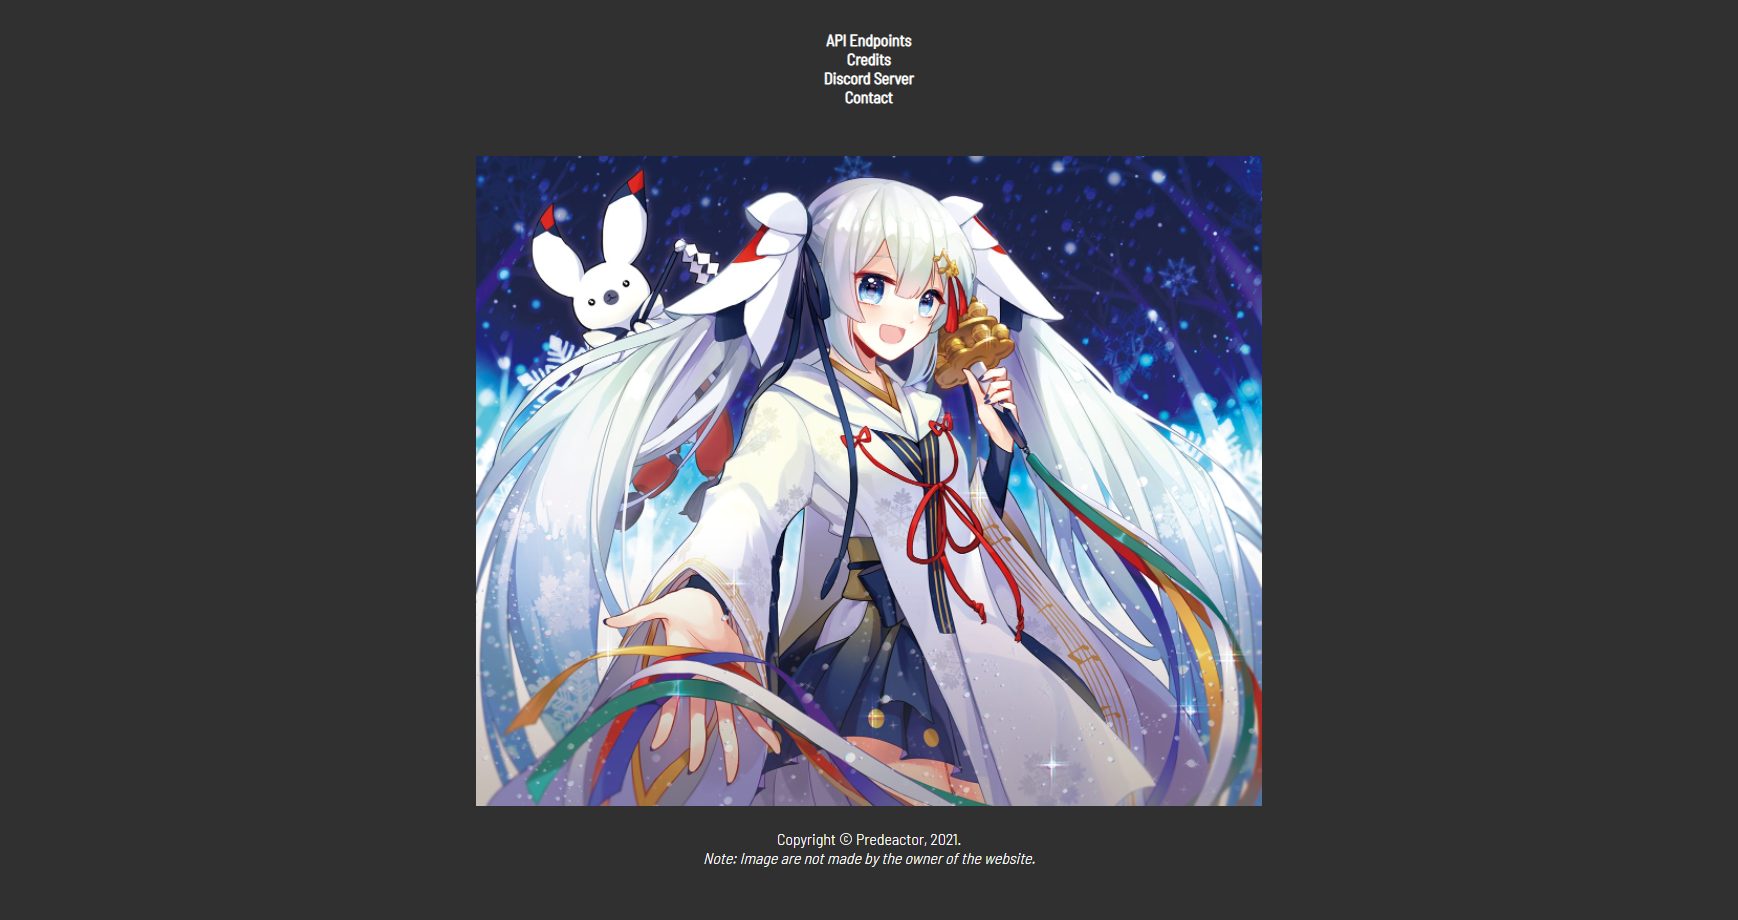 API Endpoints
Credits
Discord Server
Contact
Copyright © Predeactor, 2021.
Note: Image are not made by the owner of the website.